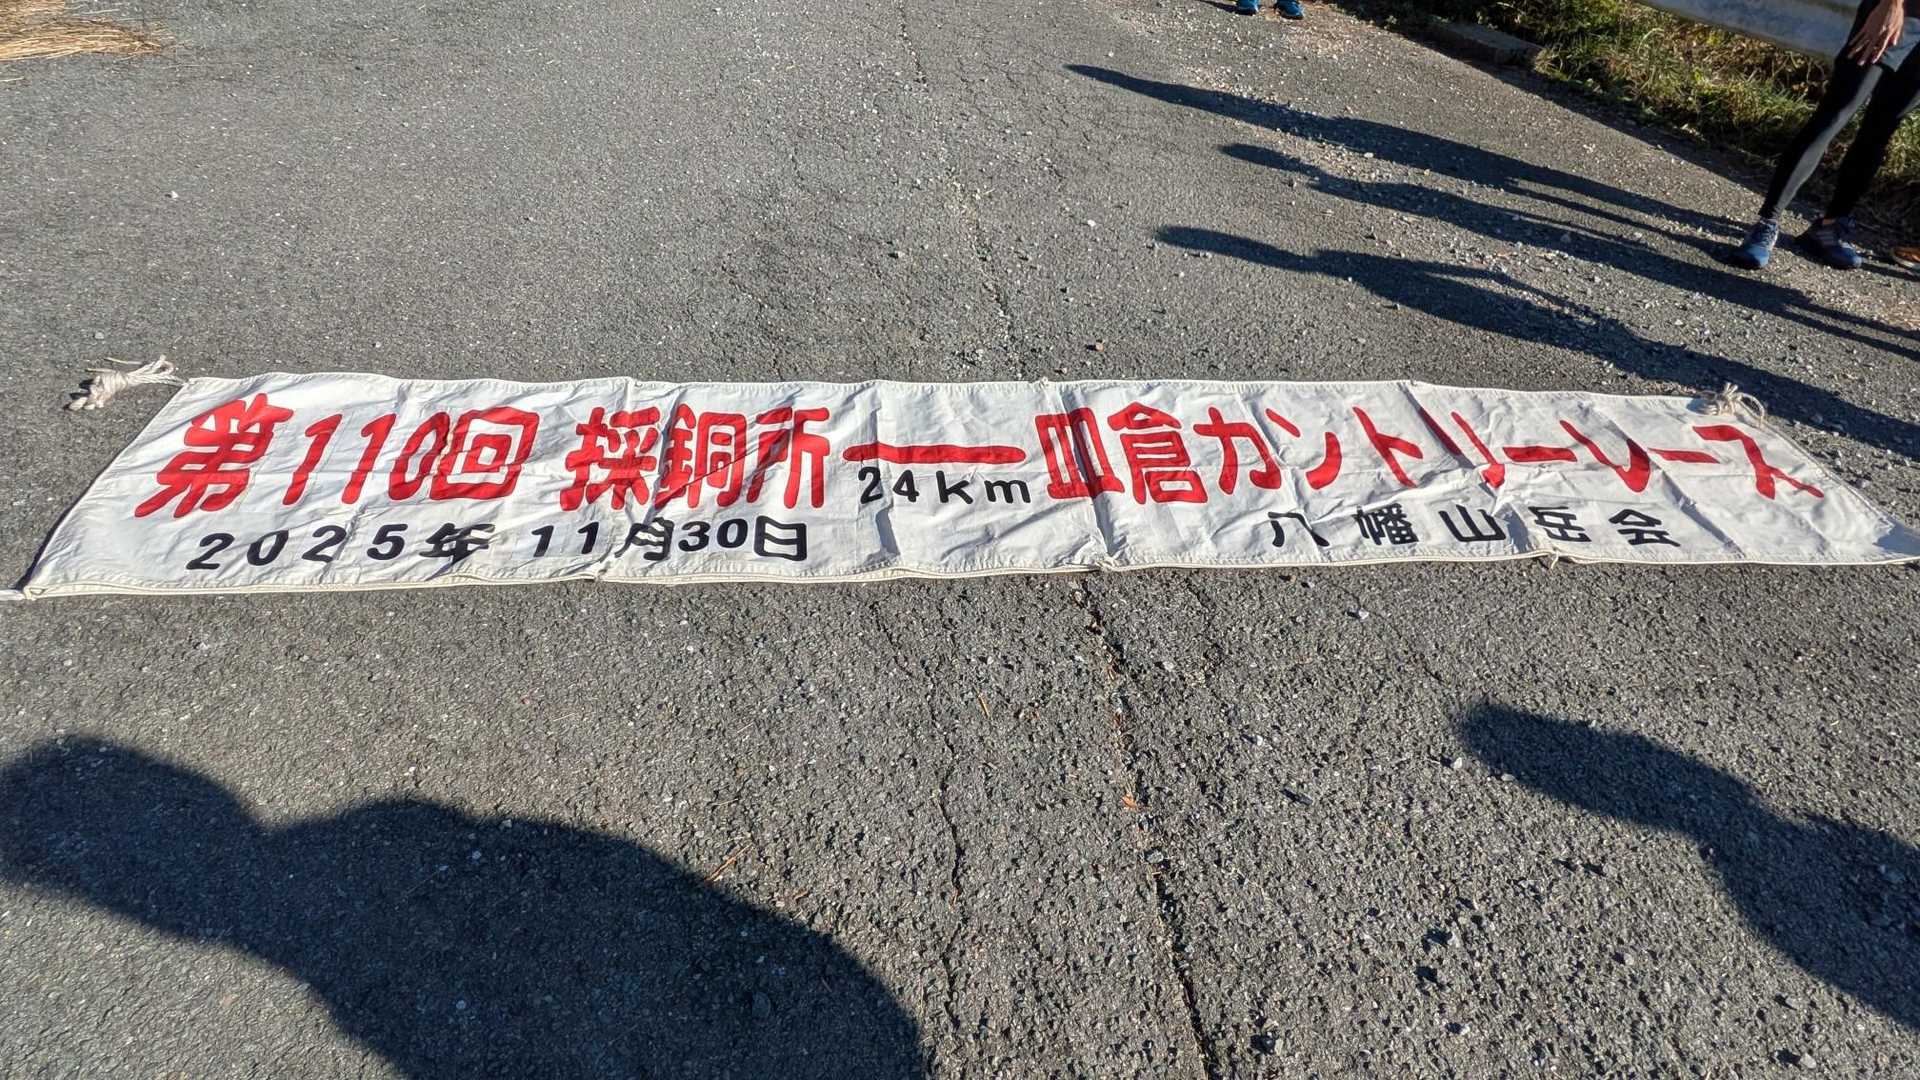 第110回 採銅所━━皿倉カントリーレース
24km
2025年 11月30日 八幡山岳会